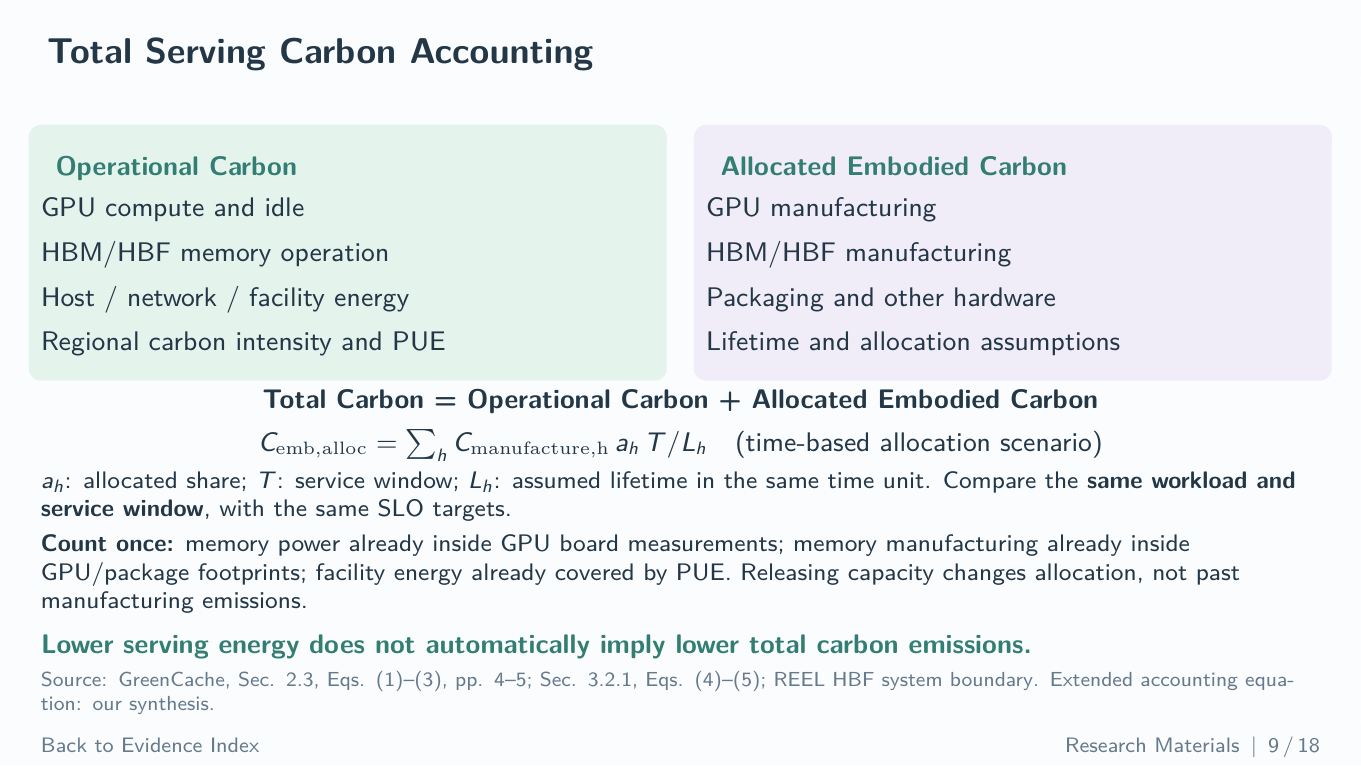 Total Serving Carbon Accounting
Operational Carbon
GPU compute and idle
HBM/HBF memory operation
Host / network / facility energy
Regional carbon intensity and PUE
Allocated Embodied Carbon
GPU manufacturing
HBM/HBF manufacturing
Packaging and other hardware
Lifetime and allocation assumptions
Total Carbon = Operational Carbon + Allocated Embodied Carbon
C_emb,alloc = ∑_h C_manufacture,h a_h T/L_h (time-based allocation scenario)
a_h: allocated share; T: service window; L_h: assumed lifetime in the same time unit. Compare the same workload and
service window, with the same SLO targets.
Count once: memory power already inside GPU board measurements; memory manufacturing already inside
GPU/package footprints; facility energy already covered by PUE. Releasing capacity changes allocation, not past
manufacturing emissions.
Lower serving energy does not automatically imply lower total carbon emissions.
Source: GreenCache, Sec. 2.3, Eqs. (1)–(3), pp. 4–5; Sec. 3.2.1, Eqs. (4)–(5); REEL HBF system boundary. Extended accounting equa-
tion: our synthesis.
Back to Evidence Index
Research Materials | 9 / 18